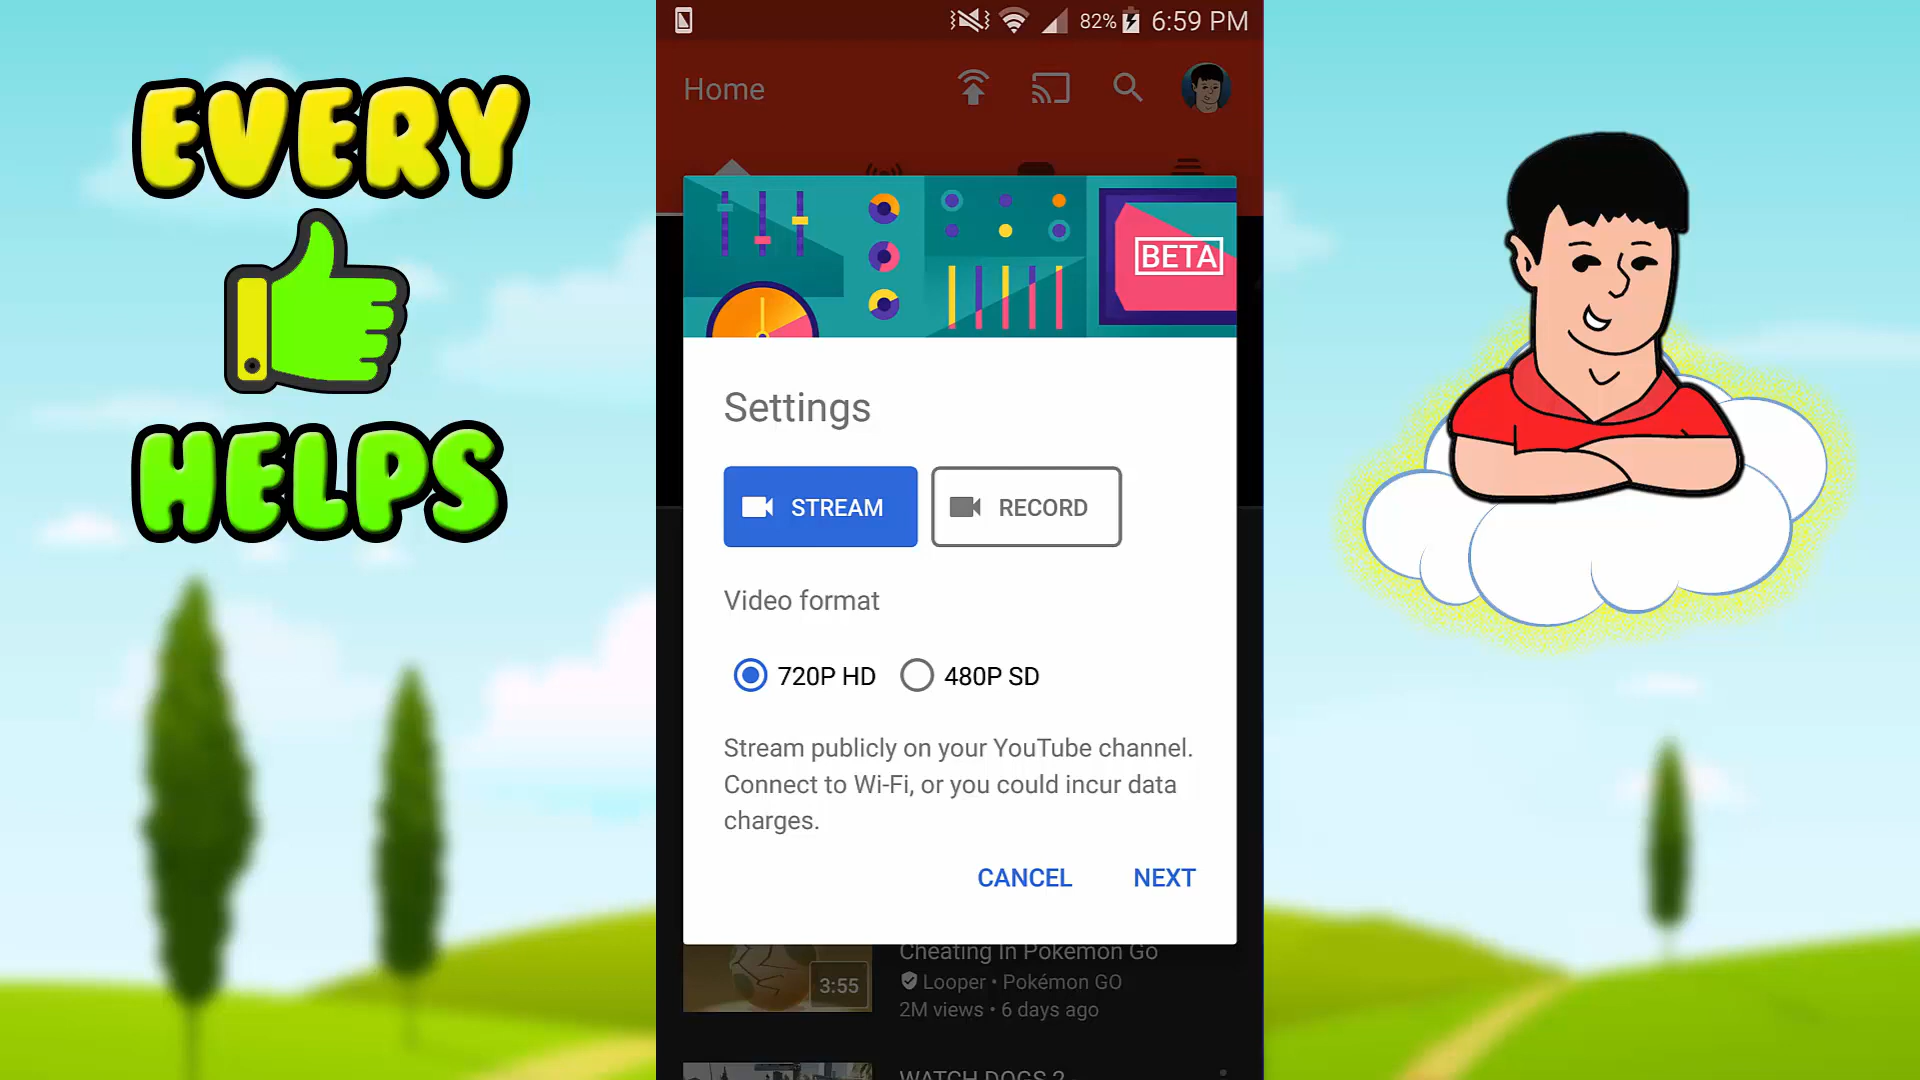 EVERY
HELPS
82% 6:59 PM
Home
BETA
Settings
STREAM RECORD
Video format
720P HD 480P SD
Stream publicly on your YouTube channel.
Connect to Wi-Fi, or you could incur data
charges.
CANCEL NEXT
3:55
Cheating In Pokemon Go
Looper • Pokémon GO
2M views • 6 days ago
WATCH DOGS 2